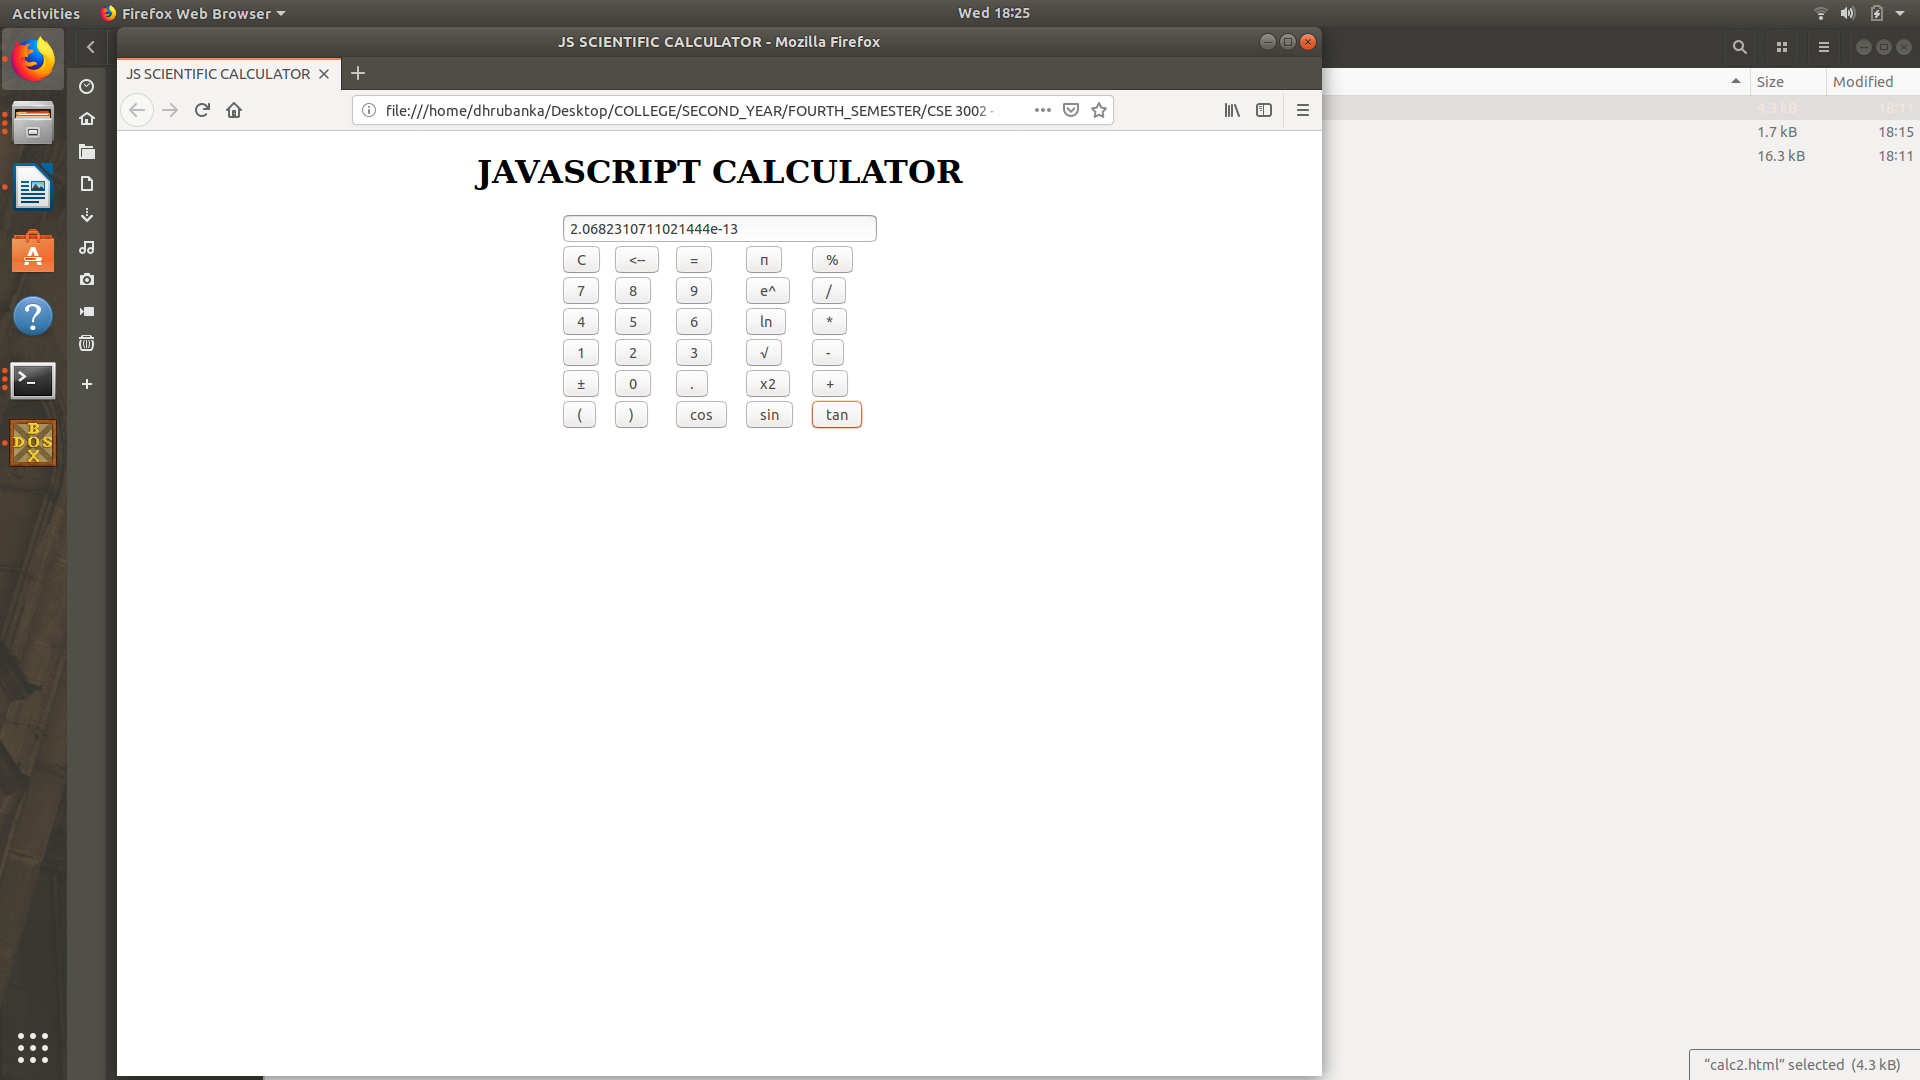 Activities Firefox Web Browser Wed 18:25
JS SCIENTIFIC CALCULATOR - Mozilla Firefox
JS SCIENTIFIC CALCULATOR
file:///home/dhrubanka/Desktop/COLLEGE/SECOND_YEAR/FOURTH_SEMESTER/CSE 3002 -
Size Modified
4.3 kB 18:11
1.7 kB 18:15
16.3 kB 18:11
JAVASCRIPT CALCULATOR
2.0682310711021444e-13
C <-- = π %
7 8 9 e^ /
4 5 6 ln *
1 2 3 √ -
± 0 . x2 +
( ) cos sin tan
DOS
BOX
“calc2.html” selected (4.3 kB)